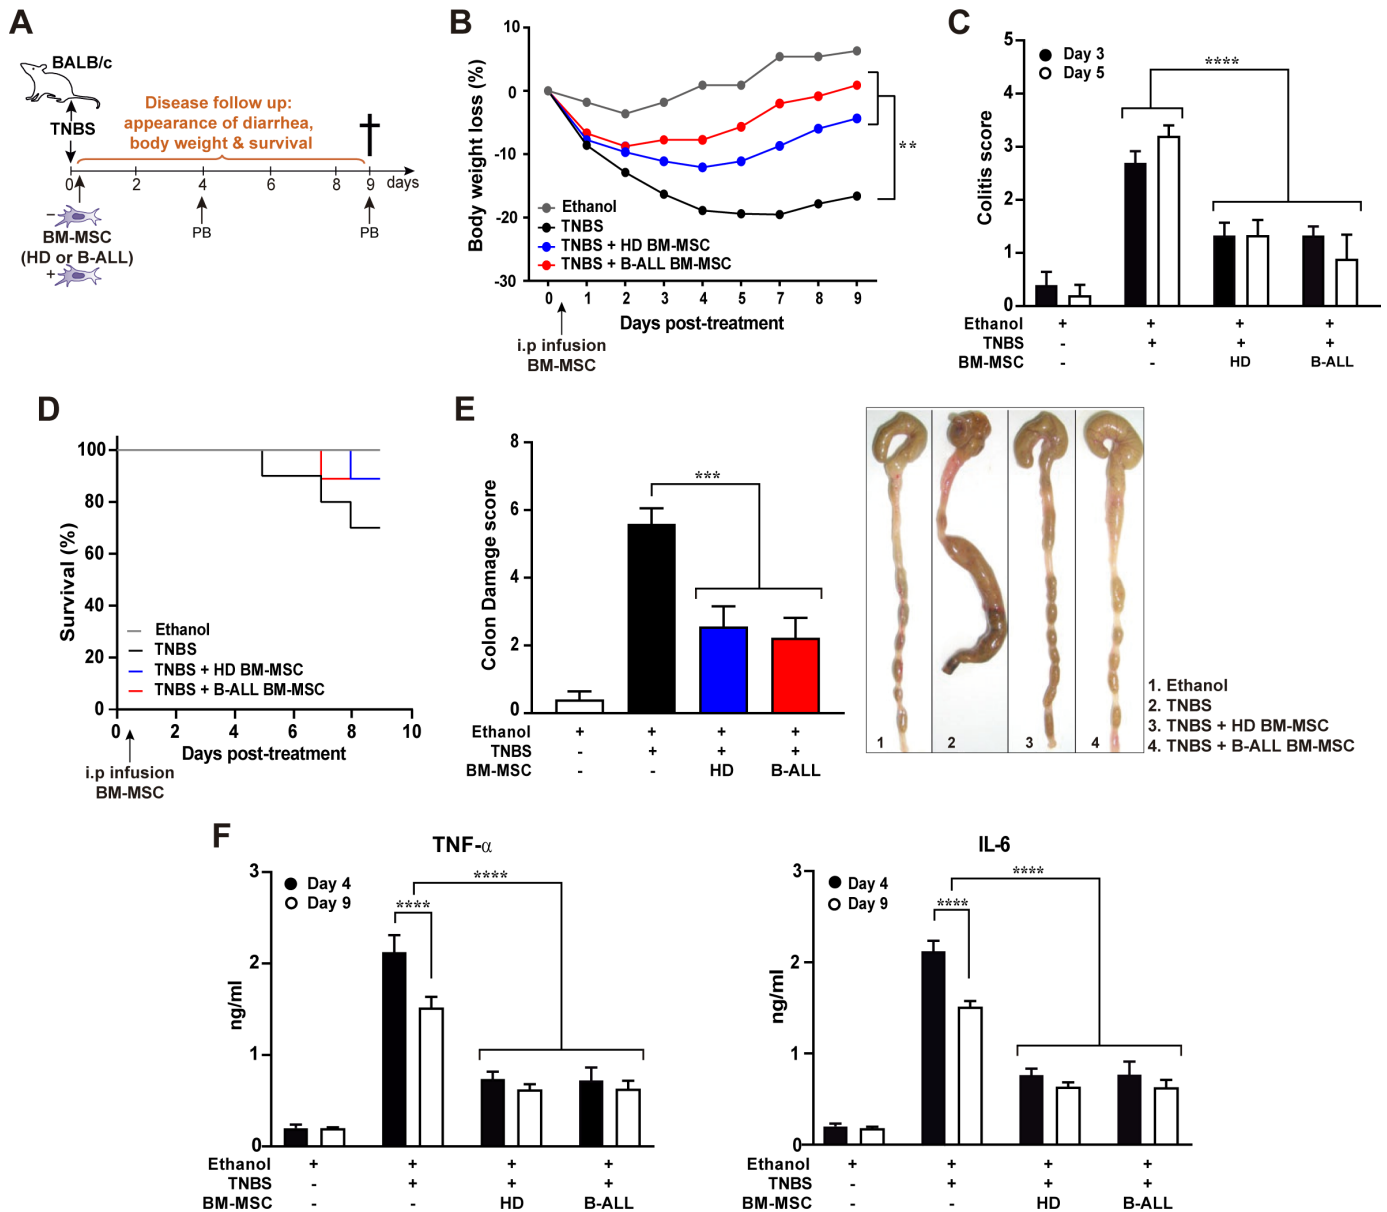 A
BALB/c
TNBS
Disease follow up:
appearance of diarrhea,
body weight & survival
0 2 4 6 8 9 days
PB PB
−
BM-MSC
(HD or B-ALL)
+
B
Body weight loss (%)
10
0
-10
-20
-30
Ethanol
TNBS
TNBS + HD BM-MSC
TNBS + B-ALL BM-MSC
**
0 1 2 3 4 5 7 8 9
Days post-treatment
i.p infusion
BM-MSC
C
Colitis score
5
4
3
2
1
0
Day 3
Day 5
****
Ethanol + + + +
TNBS - + + +
BM-MSC - - HD B-ALL
D
Survival (%)
100
80
60
40
20
0
Ethanol
TNBS
TNBS + HD BM-MSC
TNBS + B-ALL BM-MSC
0 2 4 6 8 10
Days post-treatment
i.p infusion
BM-MSC
E
Colon Damage score
8
6
4
2
0
***
Ethanol + + + +
TNBS - + + +
BM-MSC - - HD B-ALL
1 2 3 4
1. Ethanol
2. TNBS
3. TNBS + HD BM-MSC
4. TNBS + B-ALL BM-MSC
F
TNF-α
ng/ml
3
2
1
0
Day 4
Day 9
****
****
Ethanol + + + +
TNBS - + + +
BM-MSC - - HD B-ALL
IL-6
ng/ml
3
2
1
0
Day 4
Day 9
****
****
Ethanol + + + +
TNBS - + + +
BM-MSC - - HD B-ALL